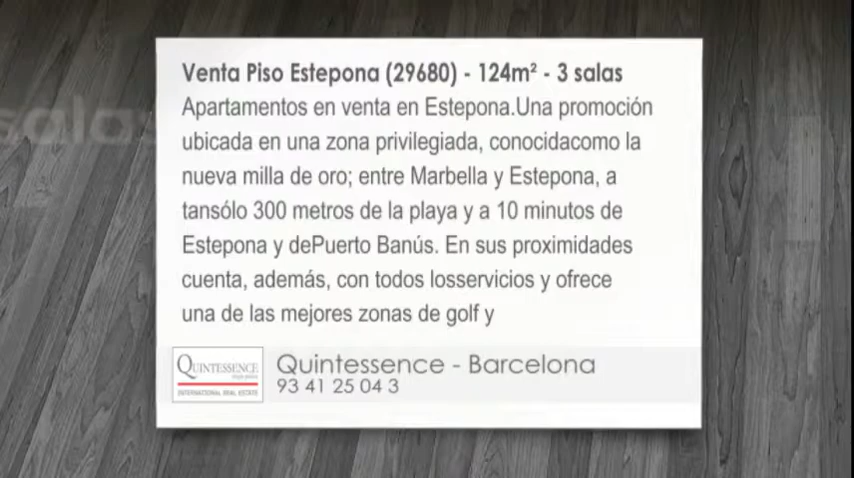 salas
Venta Piso Estepona (29680) - 124m² - 3 salas
Apartamentos en venta en Estepona.Una promoción
ubicada en una zona privilegiada, conocidacomo la
nueva milla de oro; entre Marbella y Estepona, a
tansólo 300 metros de la playa y a 10 minutos de
Estepona y dePuerto Banús. En sus proximidades
cuenta, además, con todos losservicios y ofrece
una de las mejores zonas de golf y
QUINTESSENCE
INTERNATIONAL REAL ESTATE
Quintessence - Barcelona
93 41 25 04 3